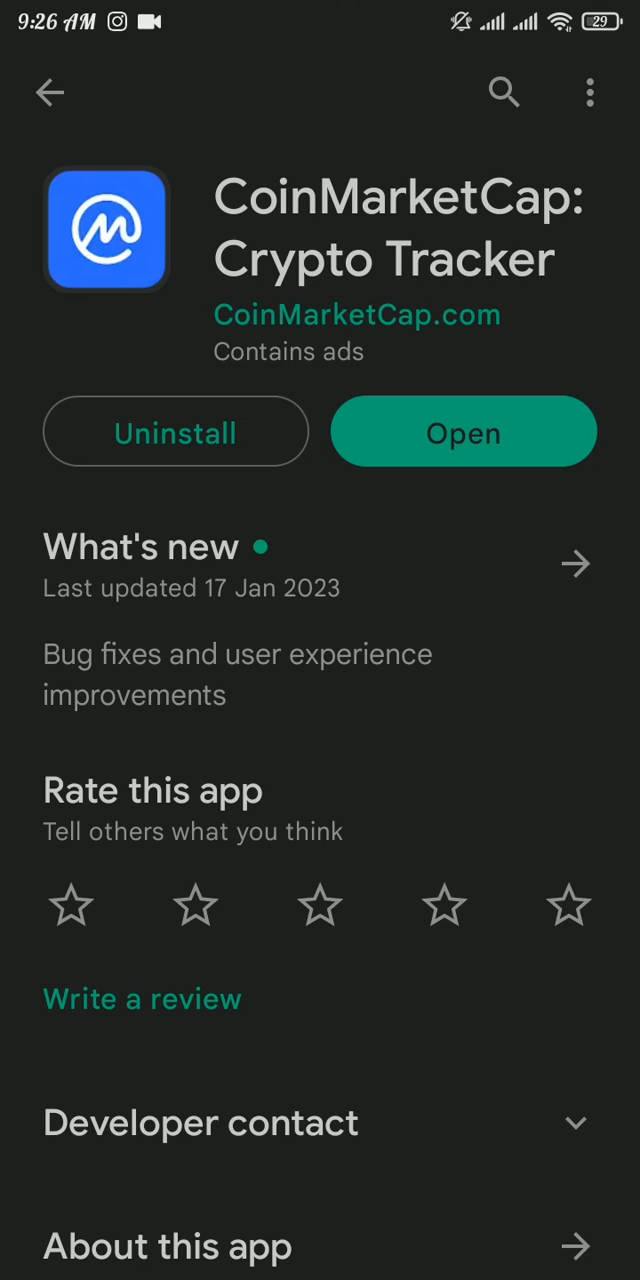 9:26 AM
29
CoinMarketCap:
Crypto Tracker
CoinMarketCap.com
Contains ads
Uninstall
Open
What's new
Last updated 17 Jan 2023
Bug fixes and user experience
improvements
Rate this app
Tell others what you think
Write a review
Developer contact
About this app